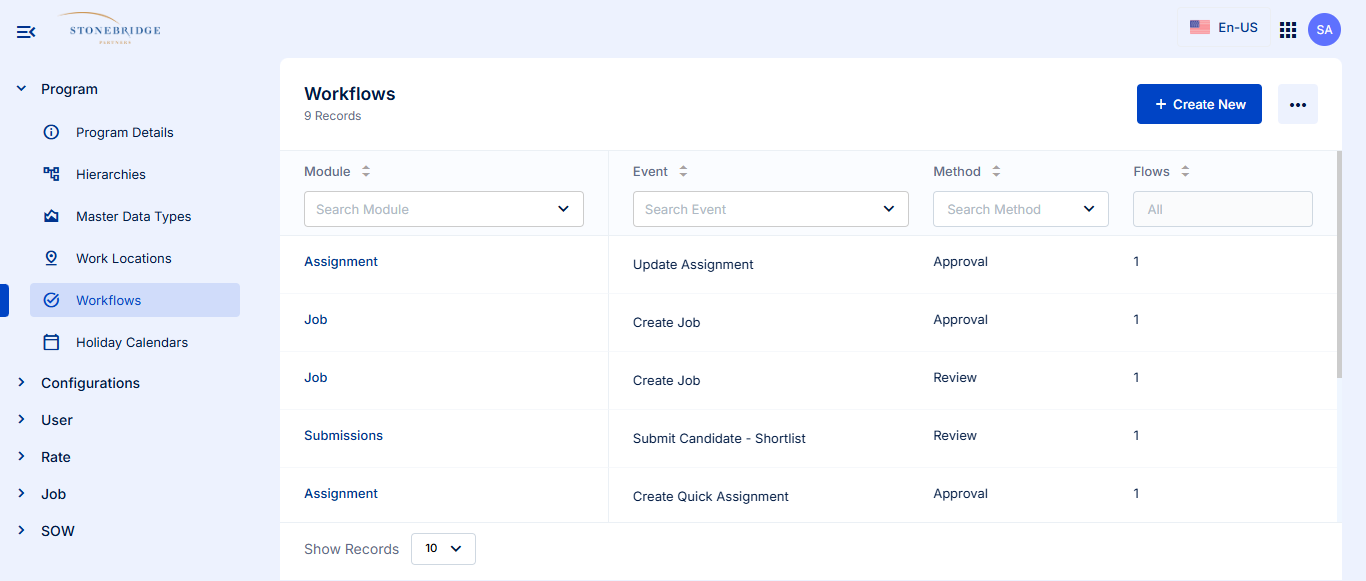 STONEBRIDGE
PARTNERS
En-US
SA
Program
Program Details
Hierarchies
Master Data Types
Work Locations
Workflows
Holiday Calendars
Configurations
User
Rate
Job
SOW
Workflows
9 Records
+ Create New
Module Event Method Flows
Search Module Search Event Search Method All
Assignment Update Assignment Approval 1
Job Create Job Approval 1
Job Create Job Review 1
Submissions Submit Candidate - Shortlist Review 1
Assignment Create Quick Assignment Approval 1
Show Records 10